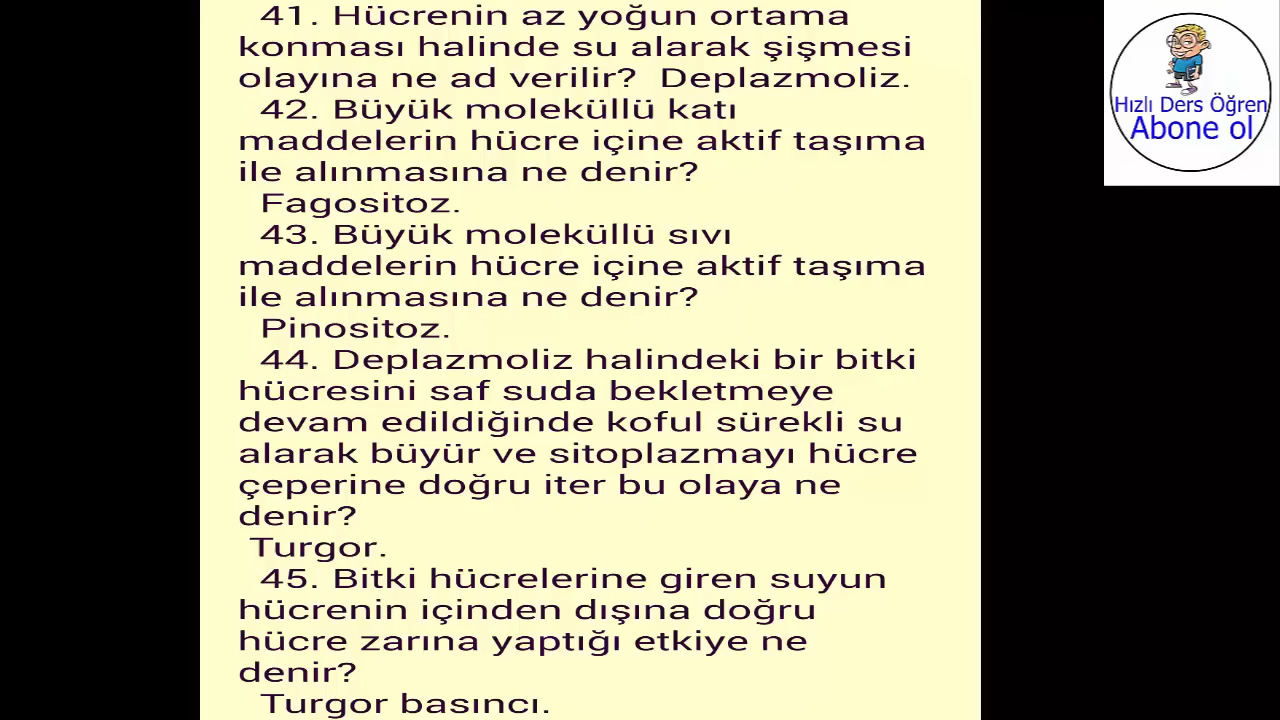 41. Hücrenin az yoğun ortama
konması halinde su alarak şişmesi
olayına ne ad verilir? Deplazmoliz.
42. Büyük moleküllü katı
maddelerin hücre içine aktif taşıma
ile alınmasına ne denir?
Fagositoz.
43. Büyük moleküllü sıvı
maddelerin hücre içine aktif taşıma
ile alınmasına ne denir?
Pinositoz.
44. Deplazmoliz halindeki bir bitki
hücresini saf suda bekletmeye
devam edildiğinde koful sürekli su
alarak büyür ve sitoplazmayı hücre
çeperine doğru iter bu olaya ne
denir?
Turgor.
45. Bitki hücrelerine giren suyun
hücrenin içinden dışına doğru
hücre zarına yaptığı etkiye ne
denir?
Turgor basıncı.
Hızlı Ders Öğren
Abone ol